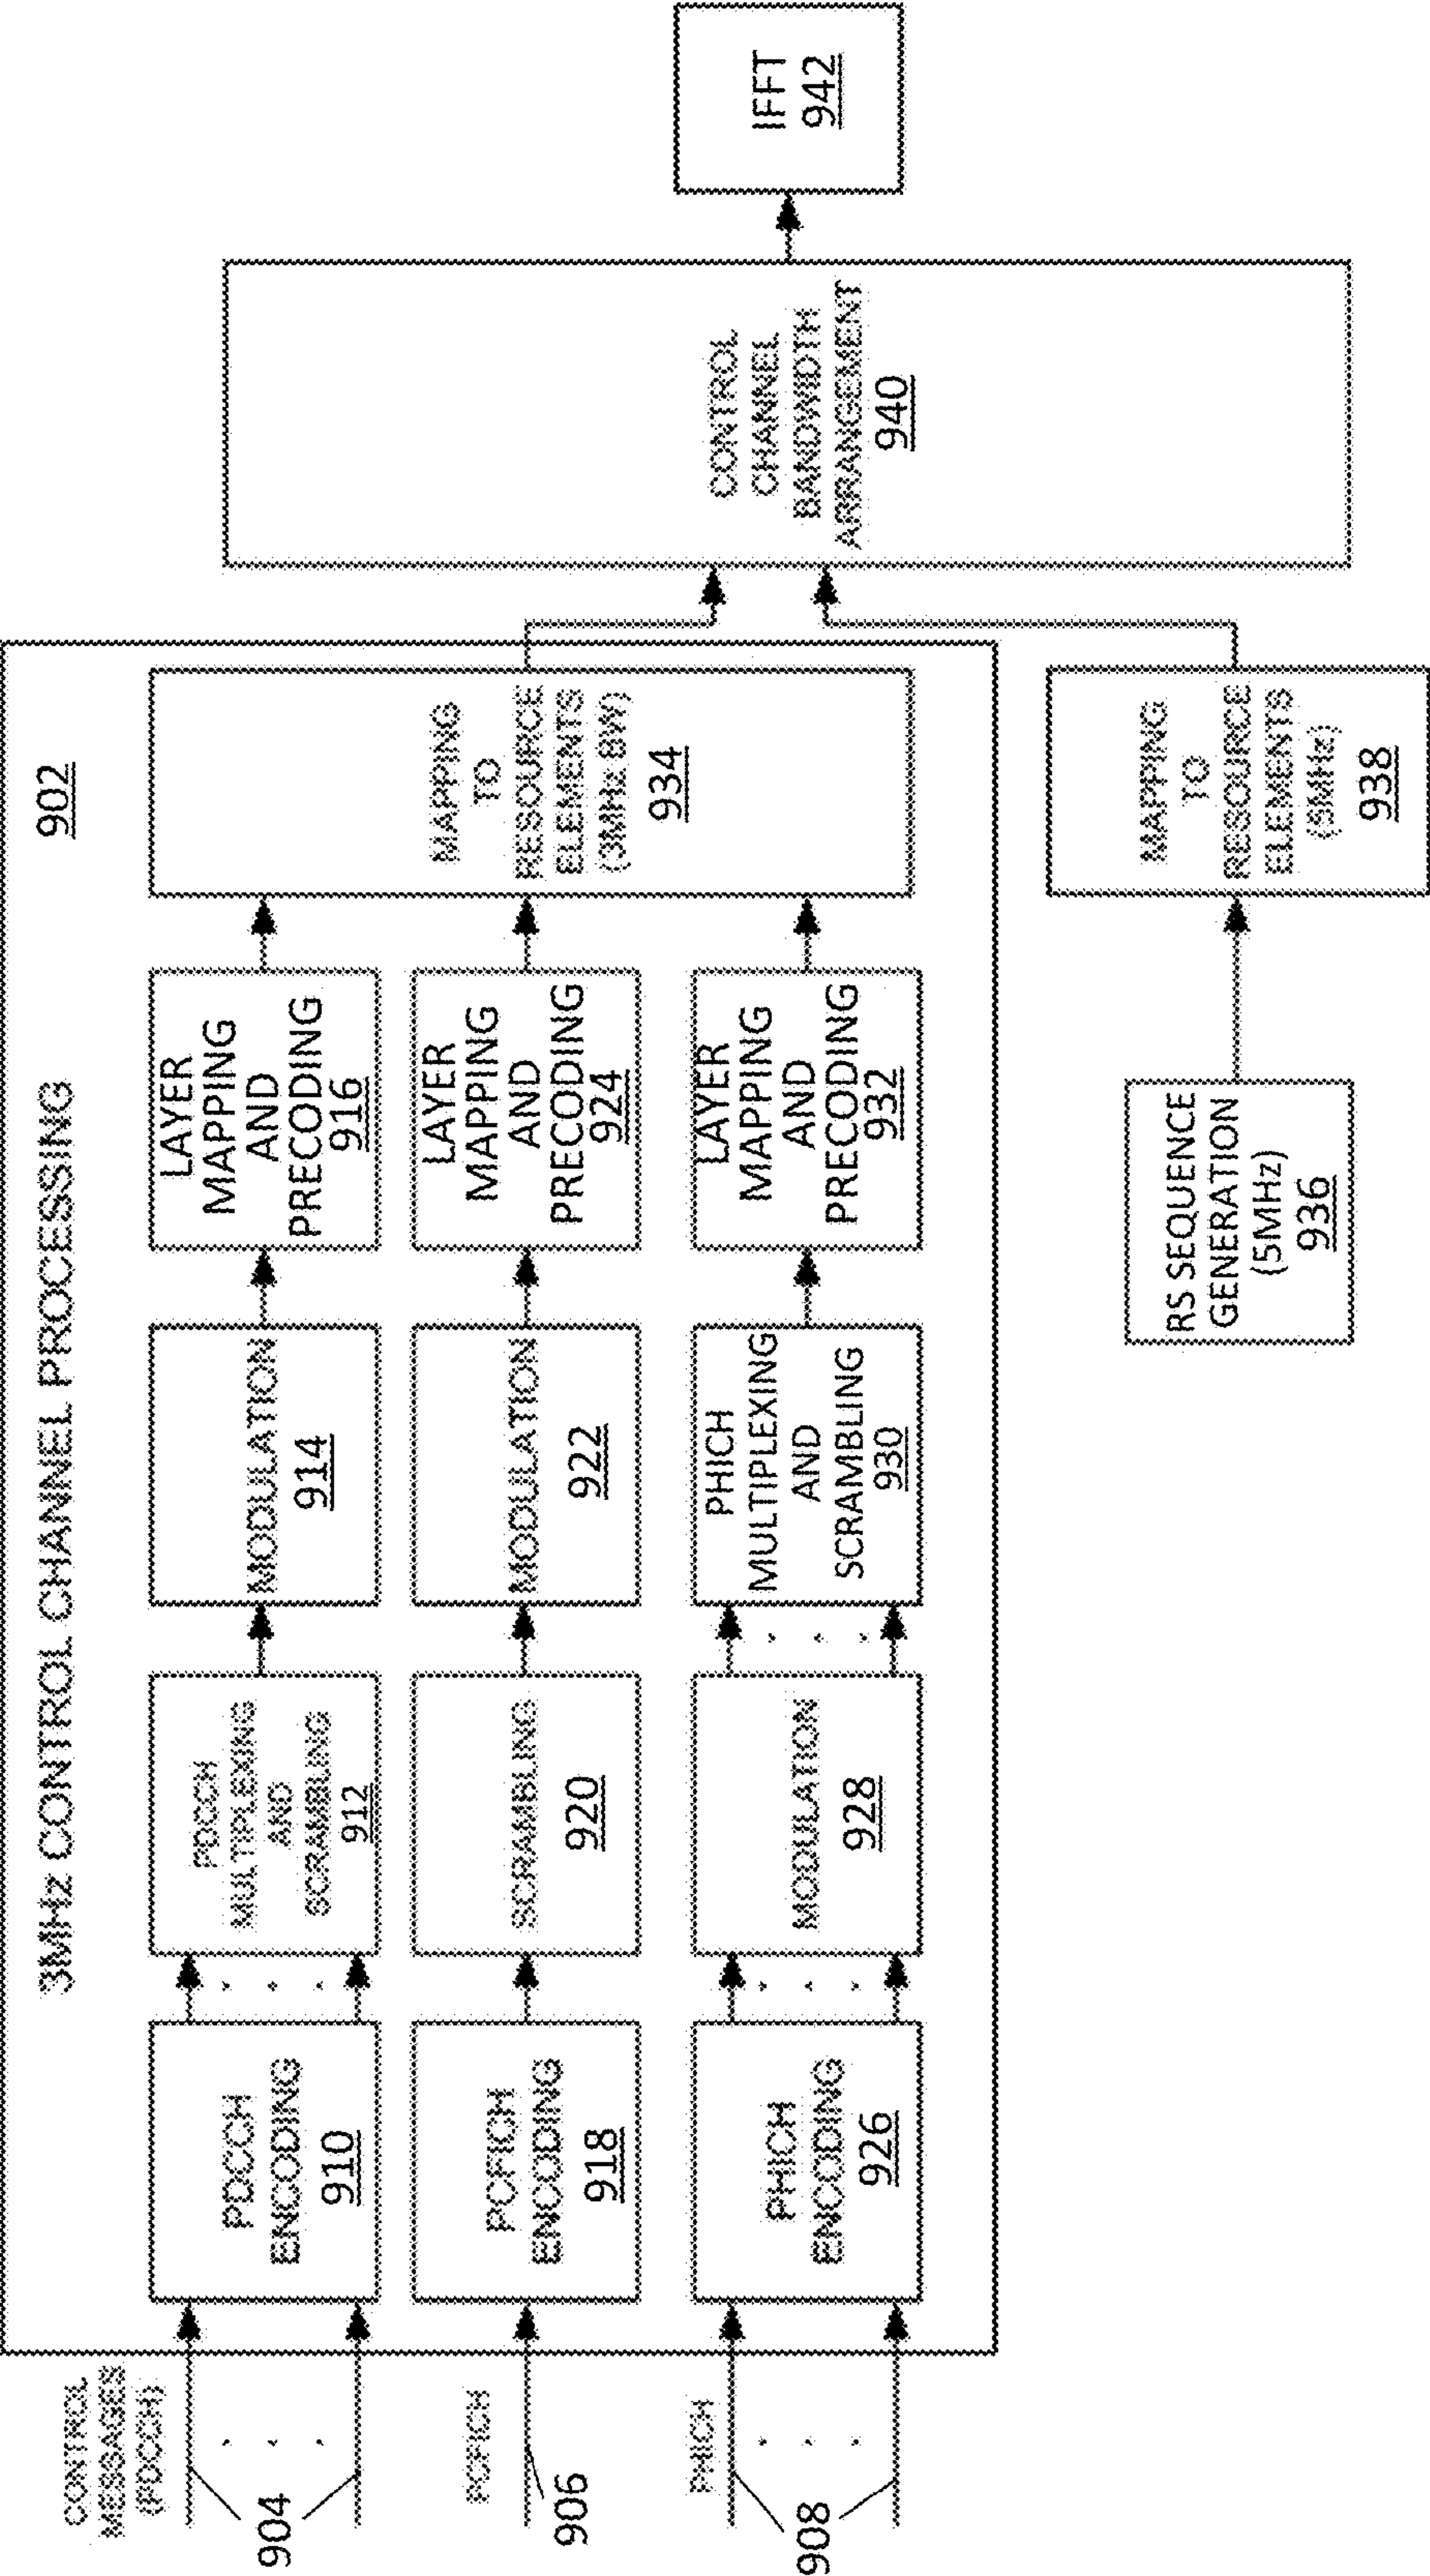 3MHz CONTROL CHANNEL PROCESSING
902
CONTROL
MESSAGES
(PDCCH)
904
PDCCH
ENCODING
910
PDCCH
MULTIPLEXING
AND
SCRAMBLING
912
MODULATION
914
LAYER
MAPPING
AND
PRECODING
916
PCFICH
906
PCFICH
ENCODING
918
SCRAMBLING
920
MODULATION
922
LAYER
MAPPING
AND
PRECODING
924
PHICH
908
PHICH
ENCODING
926
MODULATION
928
PHICH
MULTIPLEXING
AND
SCRAMBLING
930
LAYER
MAPPING
AND
PRECODING
932
MAPPING
TO
RESOURCE
ELEMENTS
(3MHz BW)
934
RS SEQUENCE
GENERATION
(5MHz)
936
MAPPING
TO
RESOURCE
ELEMENTS
(5MHz)
938
CONTROL
CHANNEL
BANDWIDTH
ARRANGEMENT
940
IFFT
942